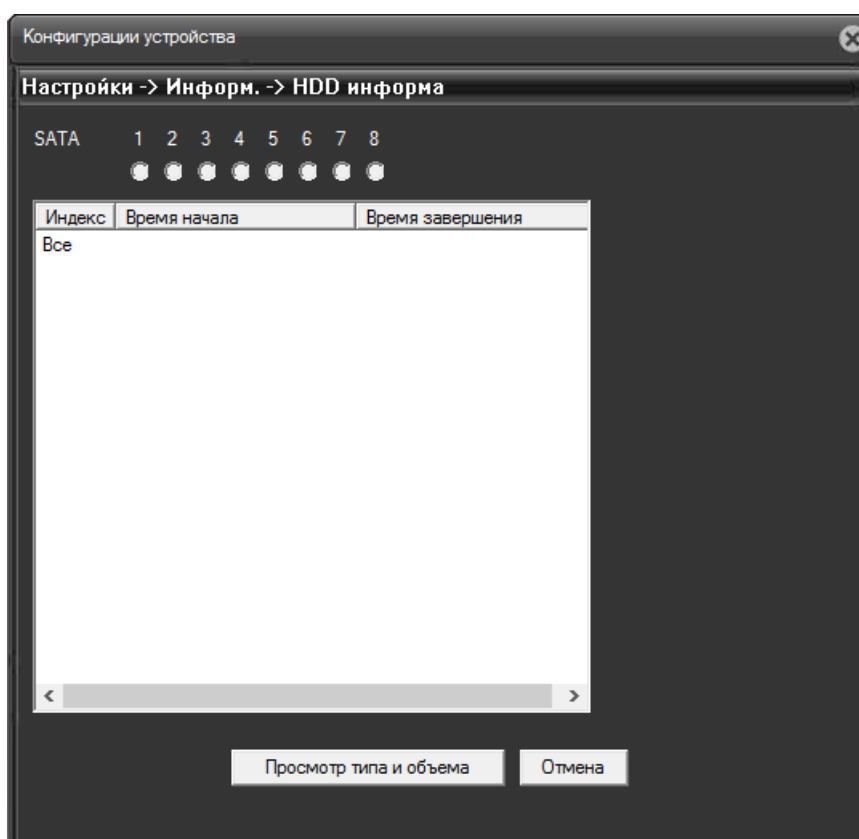 Конфигурации устройства
Настройки -> Информ. -> HDD информа
SATA 1 2 3 4 5 6 7 8
Индекс Время начала Время завершения
Все
Просмотр типа и объема Отмена